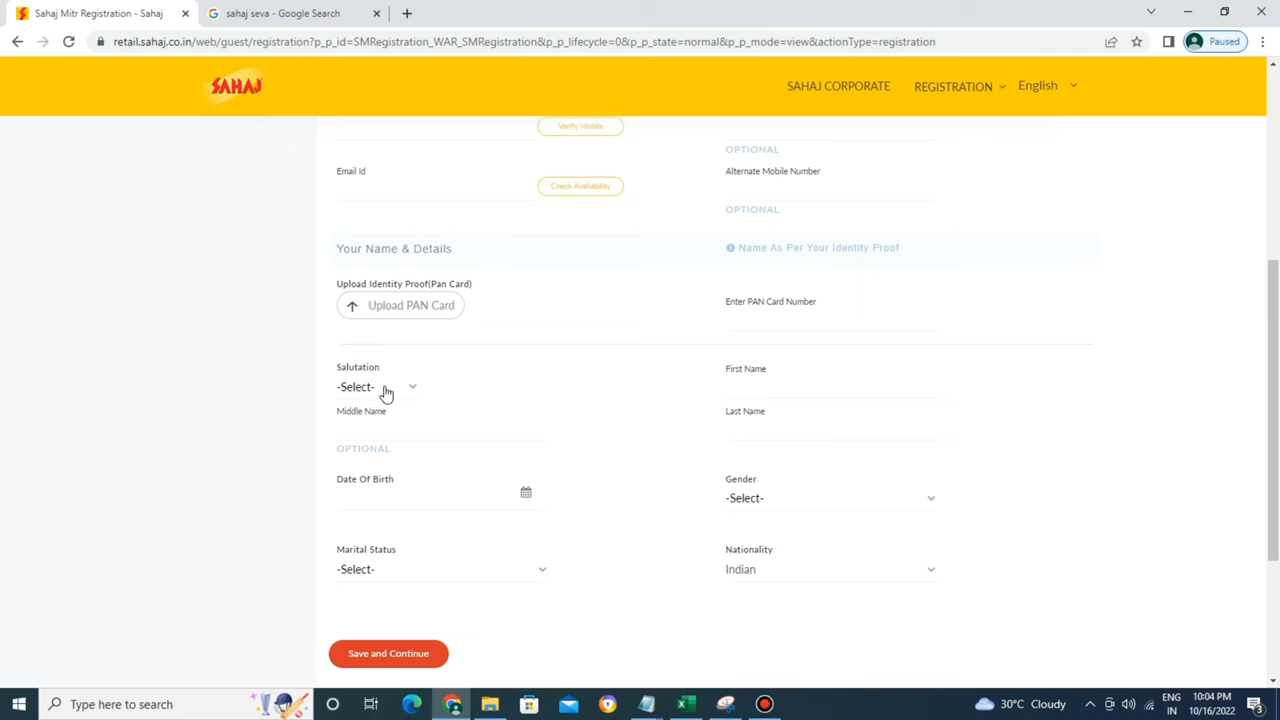 Sahaj Mitr Registration - Sahaj
sahaj seva - Google Search
retail.sahaj.co.in/web/guest/registration?p_p_id=SMRegistration_WAR_SMRegistration&p_p_lifecycle=0&p_p_state=normal&p_p_mode=view&actionType=registration
Paused
SAHAJ
SAHAJ CORPORATE
REGISTRATION
English
Verify Mobile
OPTIONAL
Email Id
Alternate Mobile Number
Check Availability
OPTIONAL
Your Name & Details
Name As Per Your Identity Proof
Upload Identity Proof(Pan Card)
Upload PAN Card
Enter PAN Card Number
Salutation
-Select-
First Name
Middle Name
Last Name
OPTIONAL
Date Of Birth
Gender
-Select-
Marital Status
-Select-
Nationality
Indian
Save and Continue
Type here to search
30°C Cloudy
ENG
IN
10:04 PM
10/16/2022
3